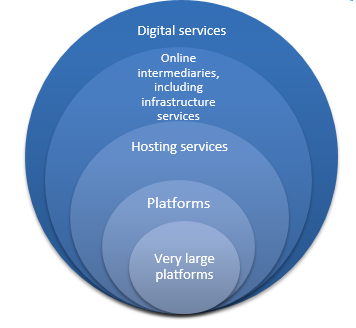 Digital services
Online
intermediaries,
including
infrastructure
services
Hosting services
Platforms
Very large
platforms